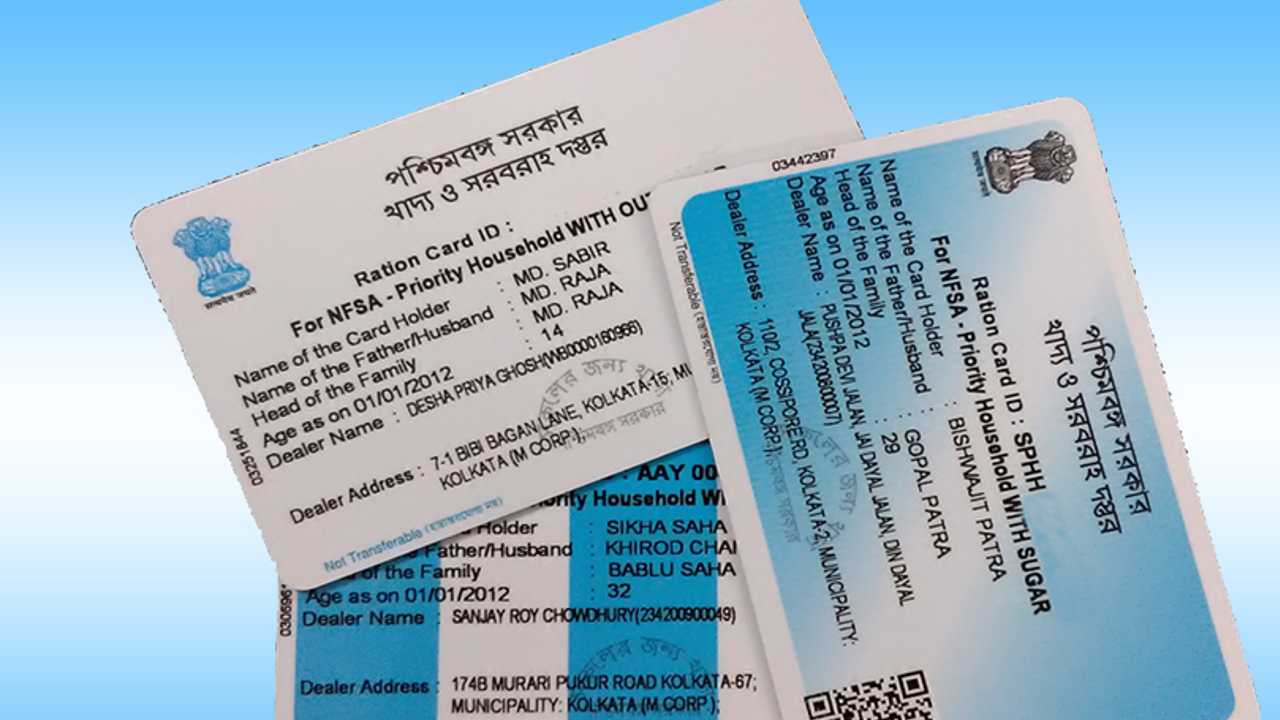 পশ্চিমবঙ্গ সরকার
খাদ্য ও সরবরাহ দপ্তর
Ration Card ID :
For NFSA - Priority Household WITH OU
Name of the Card Holder : MD. SABIR
Name of the Father/Husband : MD. RAJA
Head of the Family : MD. RAJA
Age as on 01/01/2012 : 14
Dealer Name : DESHA PRIYA GHOSH(WB0000160966)
Dealer Address : 7-1 BIBI BAGAN LANE, KOLKATA-15, MU
KOLKATA (M CORP.);
Not Transferable
03251644
জন্য
সরকার
03442397
পশ্চিমবঙ্গ সরকার
খাদ্য ও সরবরাহ দপ্তর
Ration Card ID : SPHH
For NFSA - Priority Household WITH SUGAR
Name of the Card Holder : BISHWAJIT PATRA
Name of the Father/Husband : GOPAL PATRA
Head of the Family :
Age as on 01/01/2012 : 29
Dealer Name : PUSHPA DEVI JALAN, JAI DAYAL JALAN, DIN DAYAL
JALA(234200600007)
Dealer Address : 110/2, COSSIPORE RD, KOLKATA-2, MUNICIPALITY:
KOLKATA (M CORP.);
Not Transferable
: AAY 00
ority Household WI
Holder : SIKHA SAHA
Father/Husband : KHIROD CHA
of the Family : BABLU SAHA
Age as on 01/01/2012 : 32
Dealer Name : SANJAY ROY CHOWDHURY(234200900049)
Dealer Address : 174B MURARI PUKUR ROAD KOLKATA-67;
MUNICIPALITY: KOLKATA (M CORP.);
030696